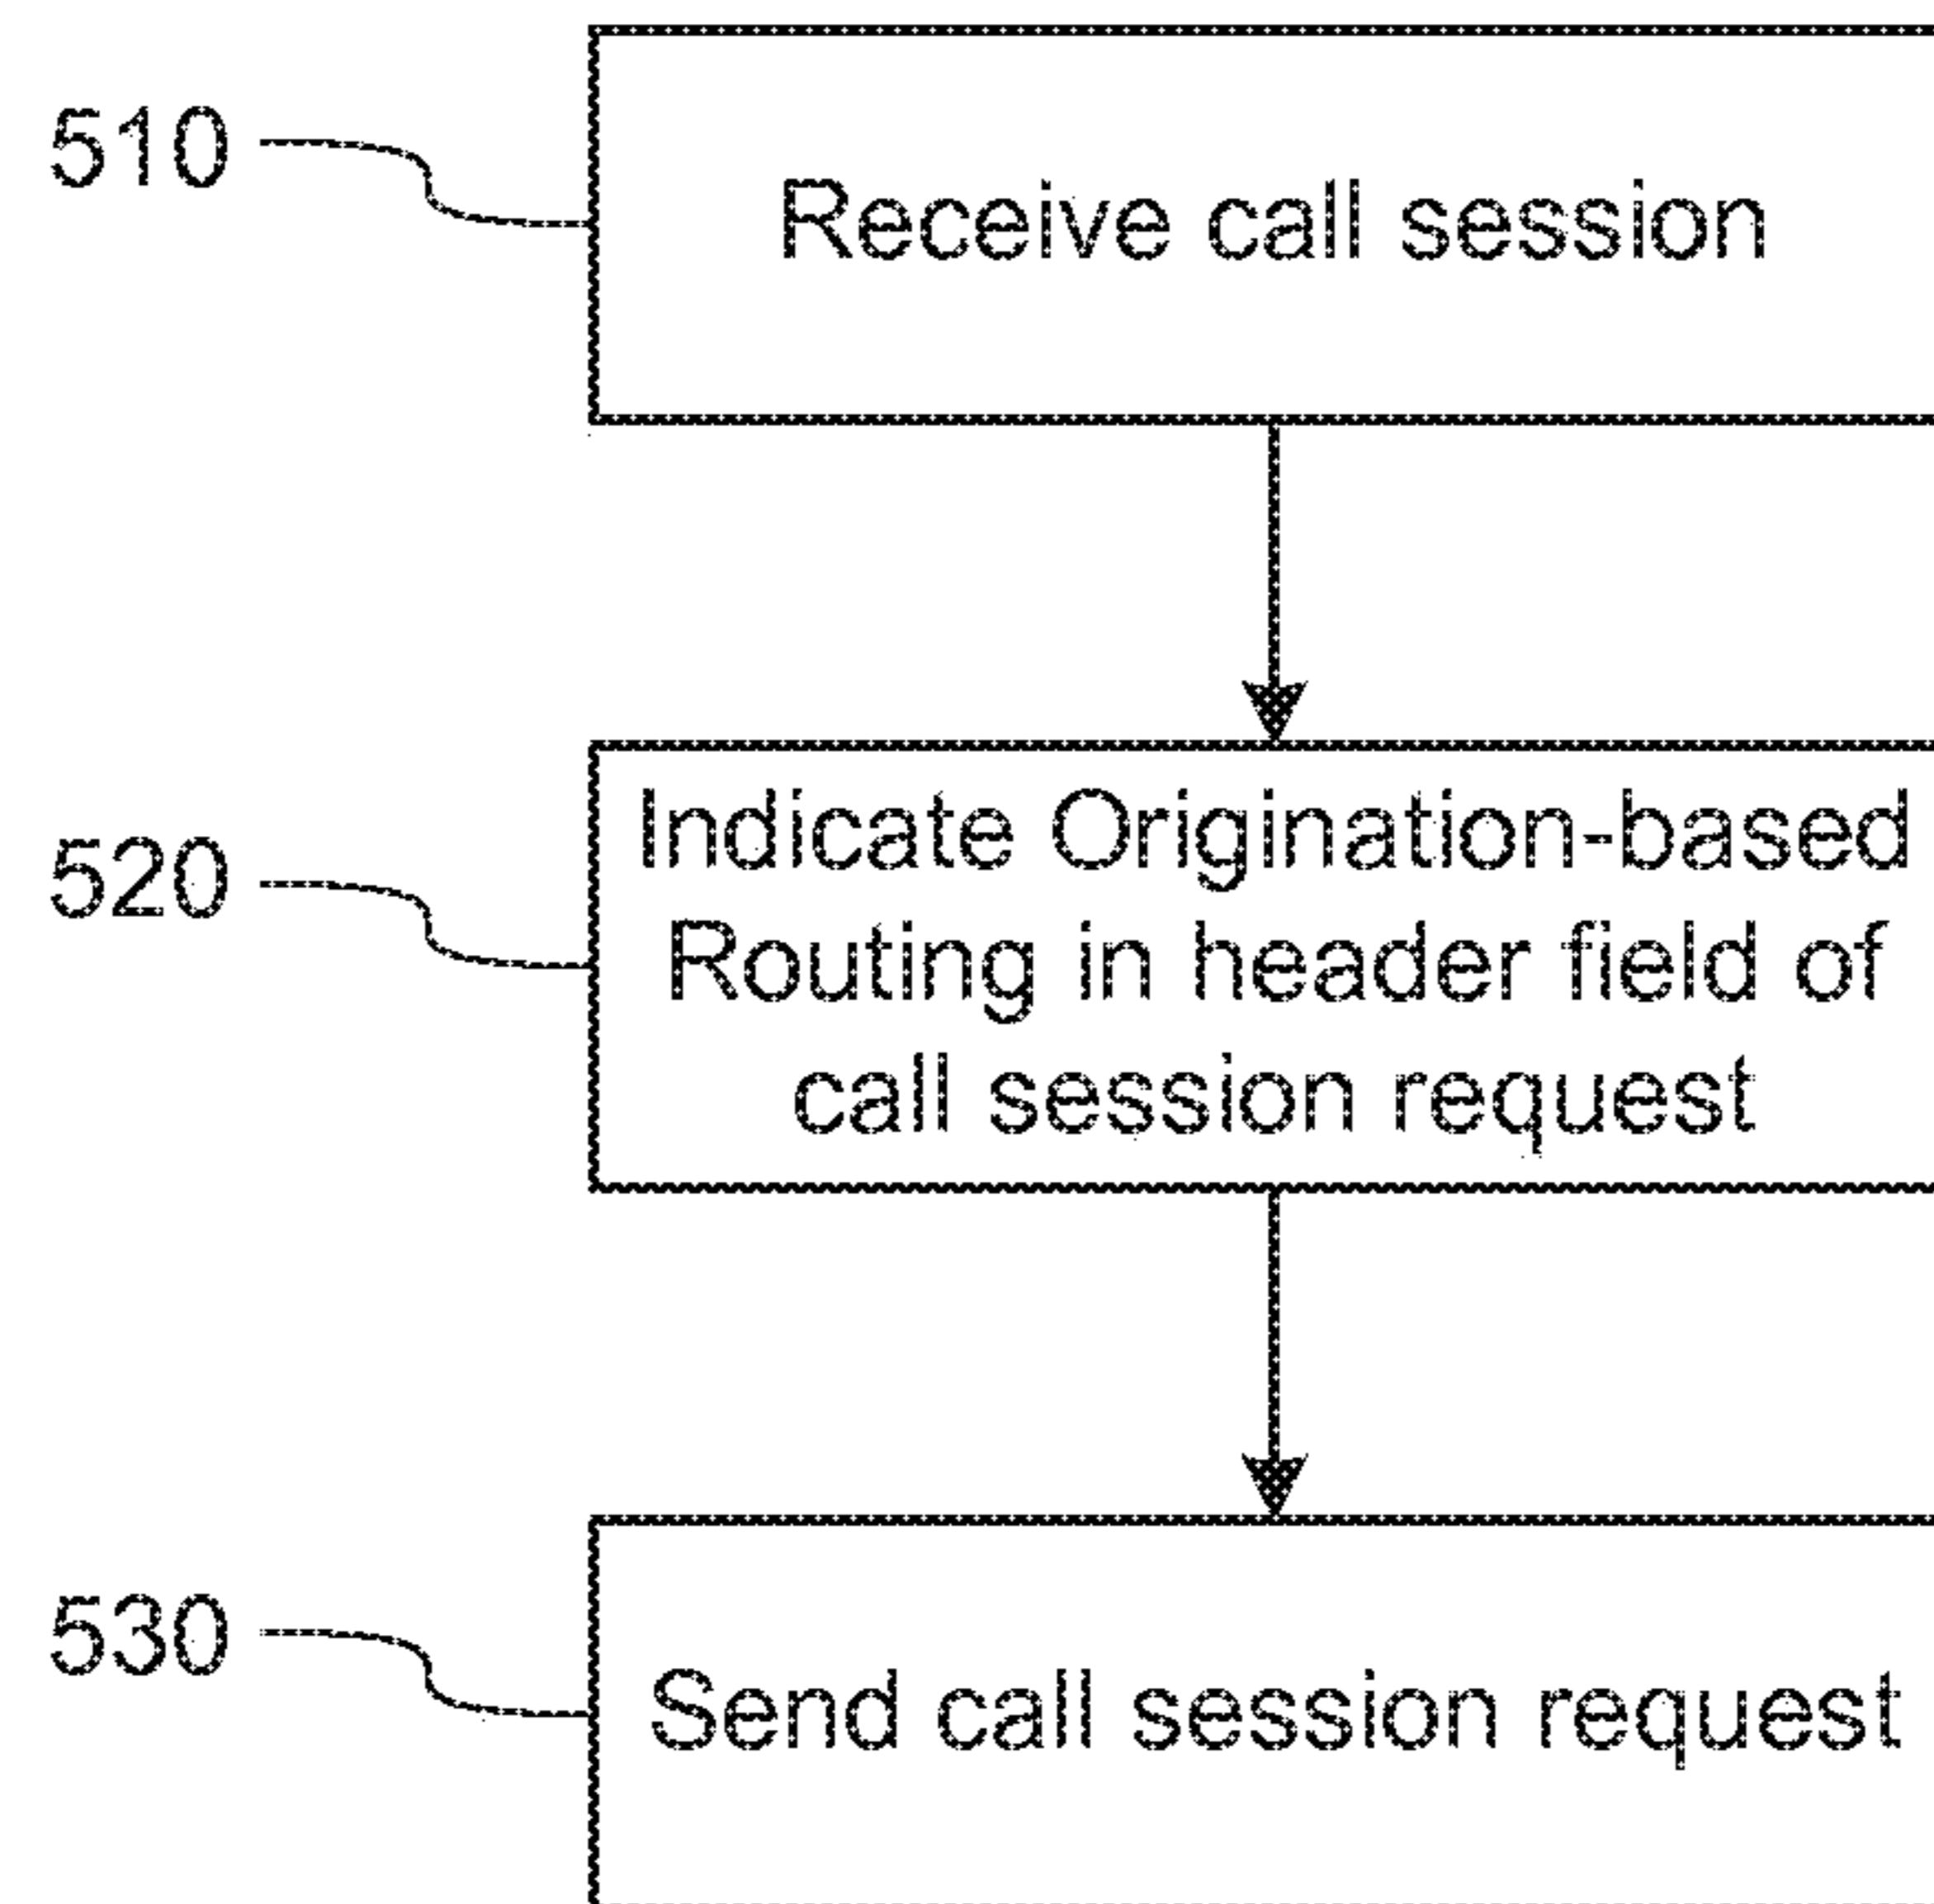 510
Receive call session
520
Indicate Origination-based
Routing in header field of
call session request
530
Send call session request